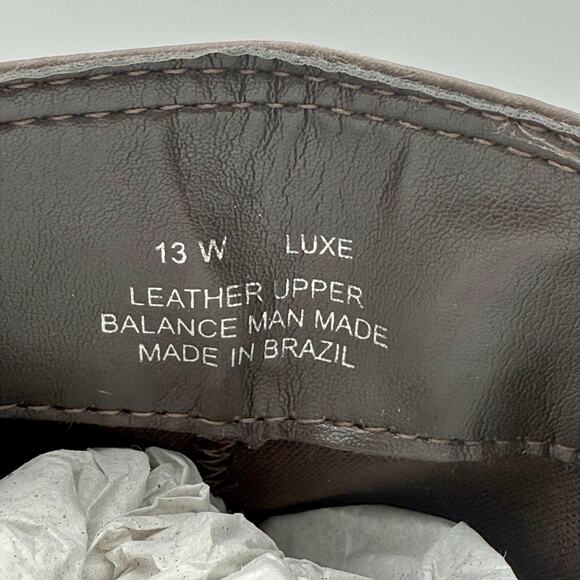 13 W LUXE
LEATHER UPPER
BALANCE MAN MADE
MADE IN BRAZIL